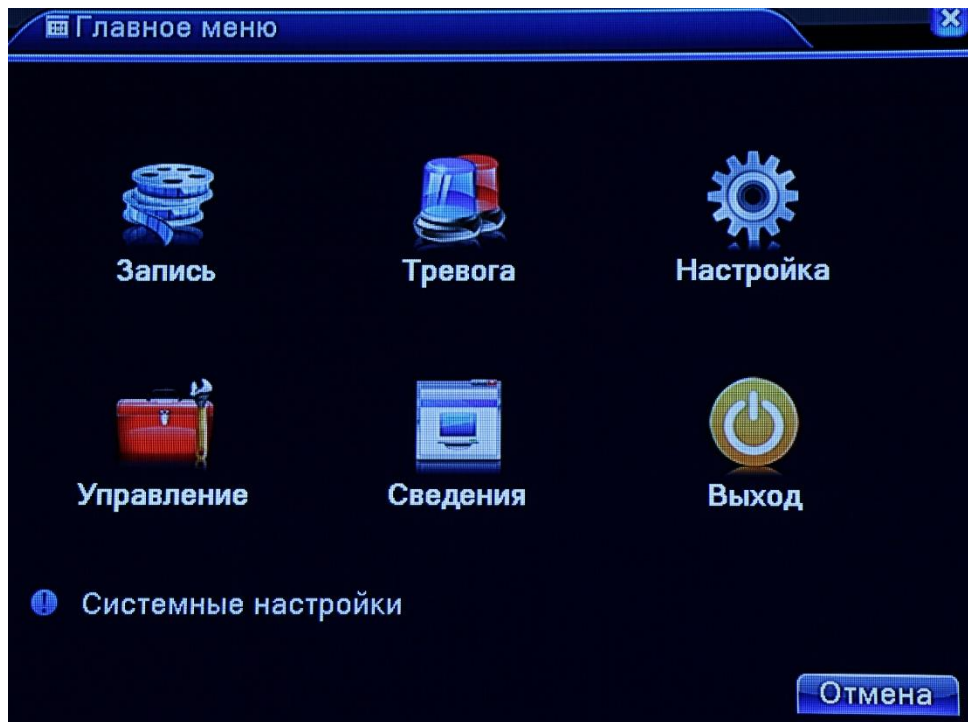 Главное меню
Запись Тревога Настройка
Управление Сведения Выход
Системные настройки
Отмена